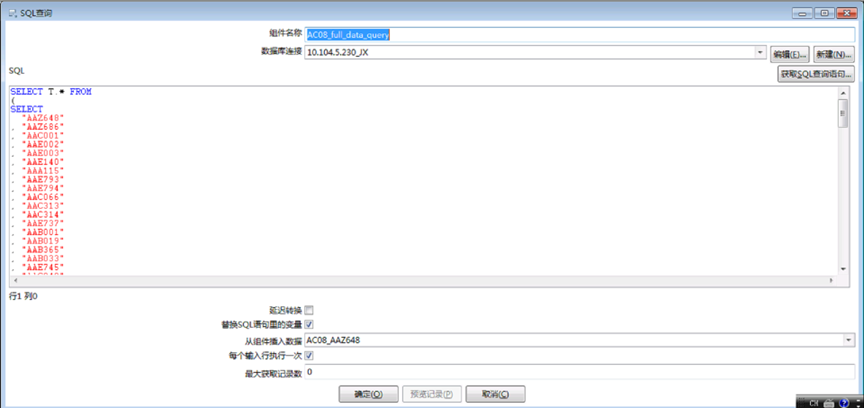 SQL查询
组件名称 AC08_full_data_query
数据库连接 10.104.5.230_JX 编辑(E)... 新建(N)...
SQL 获取SQL查询语句...
SELECT T.* FROM
(
SELECT
"AAZ648"
, "AAZ686"
, "AAC001"
, "AAE002"
, "AAE003"
, "AAE140"
, "AAA115"
, "AAE793"
, "AAE794"
, "AAC066"
, "AAC313"
, "AAC314"
, "AAE737"
, "AAB001"
, "AAB019"
, "AAB365"
, "AAB033"
, "AAE745"
行1 列0
延迟转换
替换SQL语句里的变量
从组件插入数据 AC08_AAZ648
每个输入行执行一次
最大获取记录数 0
确定(O) 预览记录(P) 取消(C)
CH